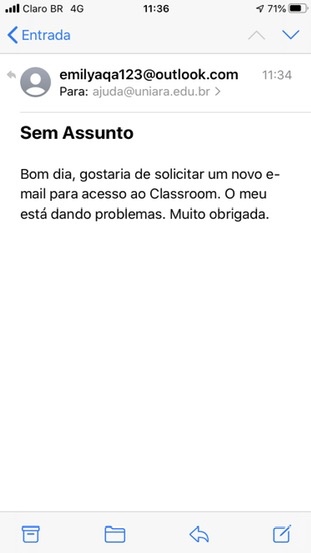 Claro BR 4G 11:36 71%
Entrada
emilyaqa123@outlook.com 11:34
Para: ajuda@uniara.edu.br
Sem Assunto
Bom dia, gostaria de solicitar um novo e-
mail para acesso ao Classroom. O meu
está dando problemas. Muito obrigada.